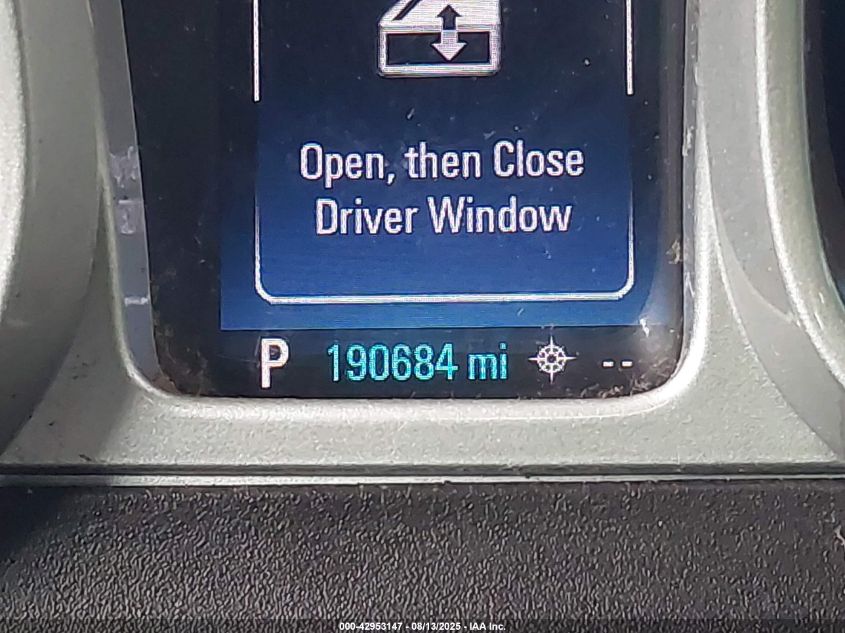 Open, then Close
Driver Window
P 190684 mi --
000-42953147 - 08/13/2025 - IAA Inc.